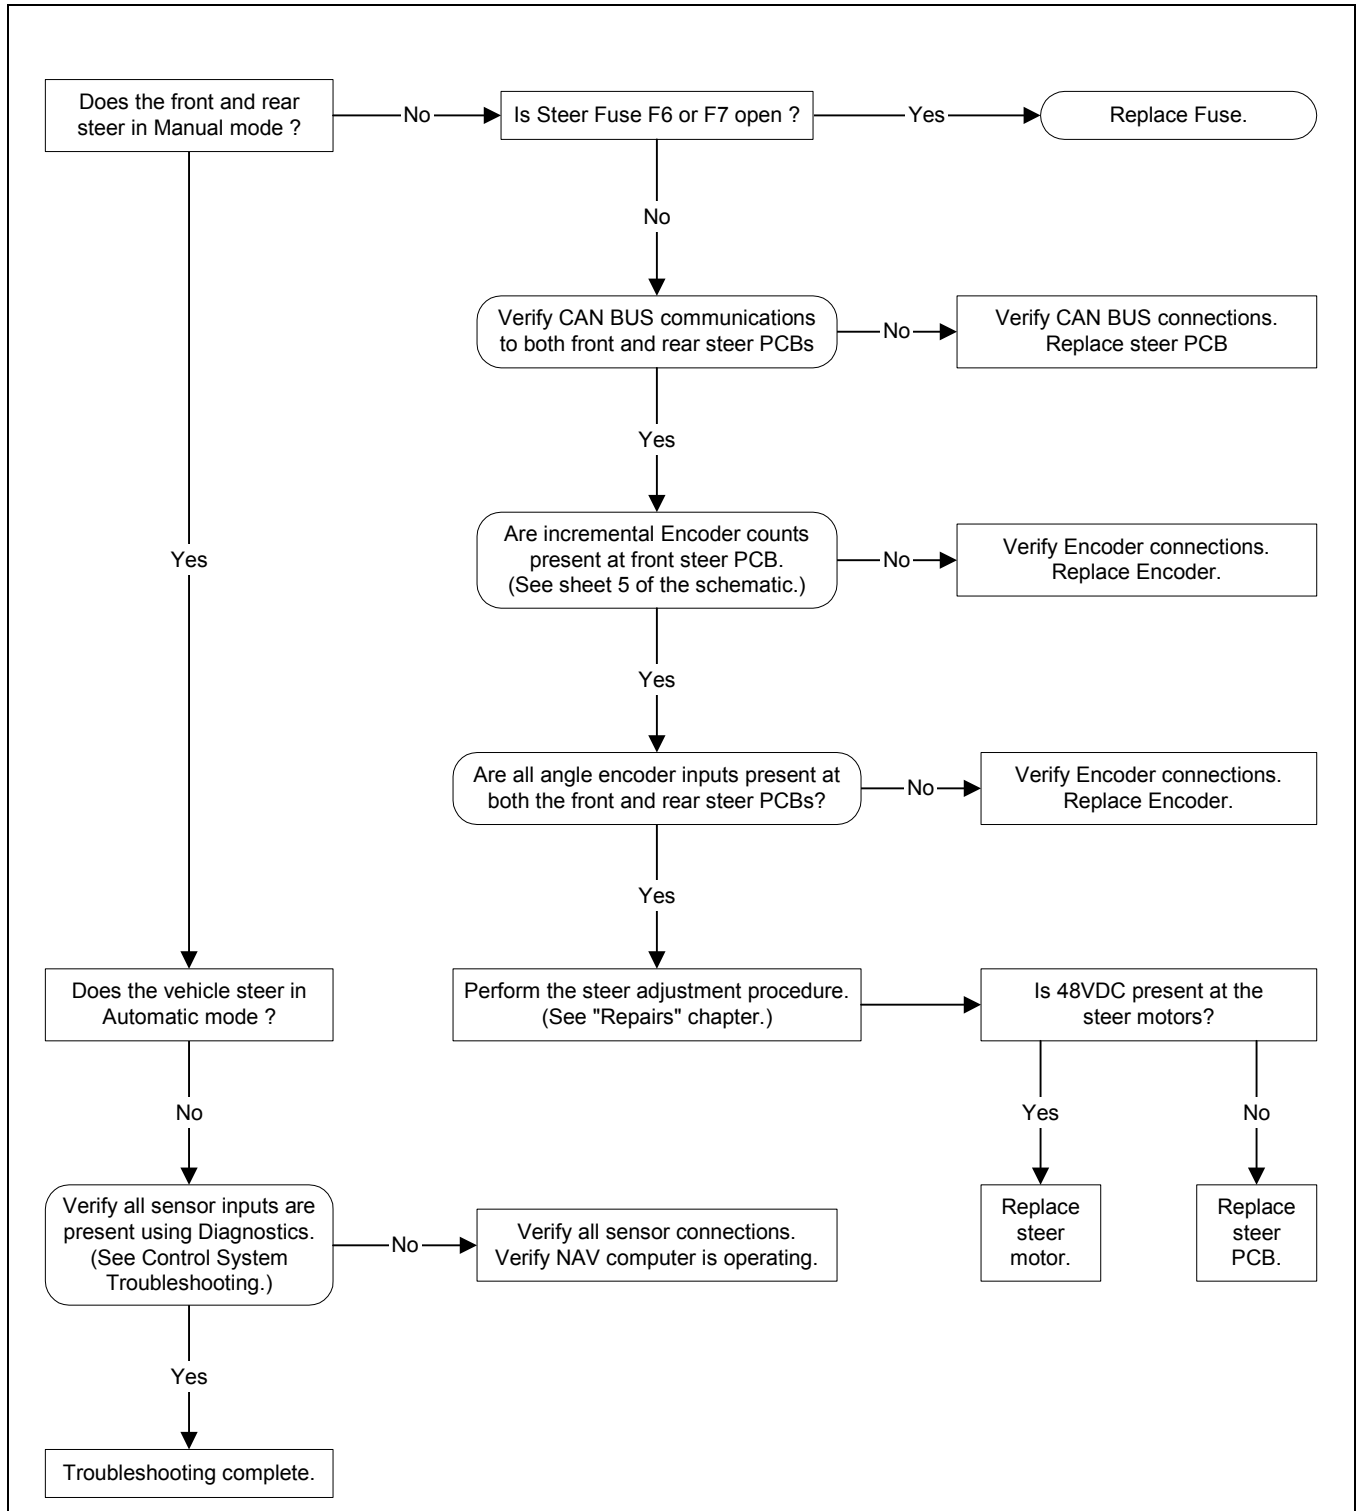 Does the front and rear
steer in Manual mode ?
No
Is Steer Fuse F6 or F7 open ?
Yes
Replace Fuse.
No
Verify CAN BUS communications
to both front and rear steer PCBs
No
Verify CAN BUS connections.
Replace steer PCB
Yes
Are incremental Encoder counts
present at front steer PCB.
(See sheet 5 of the schematic.)
No
Verify Encoder connections.
Replace Encoder.
Yes
Yes
Are all angle encoder inputs present at
both the front and rear steer PCBs?
No
Verify Encoder connections.
Replace Encoder.
Yes
Does the vehicle steer in
Automatic mode ?
Perform the steer adjustment procedure.
(See "Repairs" chapter.)
Is 48VDC present at the
steer motors?
No
Yes
No
Verify all sensor inputs are
present using Diagnostics.
(See Control System
Troubleshooting.)
No
Verify all sensor connections.
Verify NAV computer is operating.
Replace
steer
motor.
Replace
steer
PCB.
Yes
Troubleshooting complete.